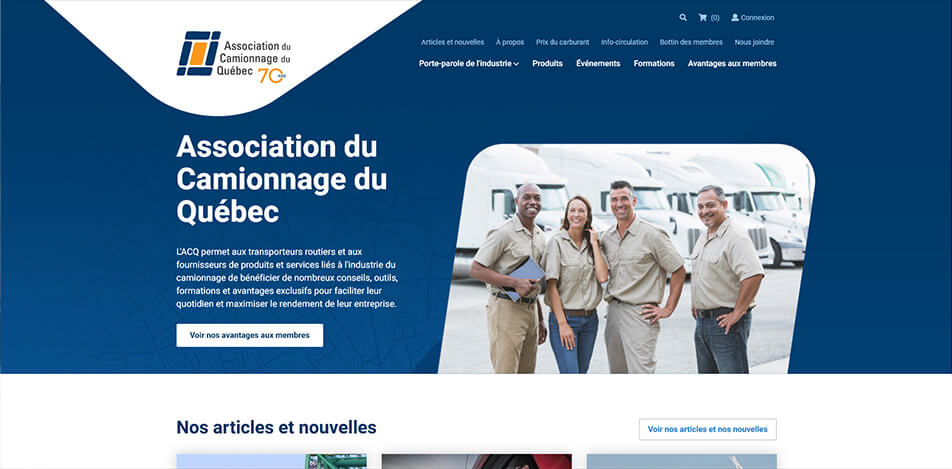 (0) Connexion
Articles et nouvelles À propos Prix du carburant Info-circulation Bottin des membres Nous joindre
Porte-parole de l'industrie Produits Événements Formations Avantages aux membres
Association du
Camionnage du
Québec 70 ANS
Association du
Camionnage du
Québec
L'ACQ permet aux transporteurs routiers et aux
fournisseurs de produits et services liés à l'industrie du
camionnage de bénéficier de nombreux conseils, outils,
formations et avantages exclusifs pour faciliter leur
quotidien et maximiser le rendement de leur entreprise.
Voir nos avantages aux membres
Nos articles et nouvelles
Voir nos articles et nos nouvelles